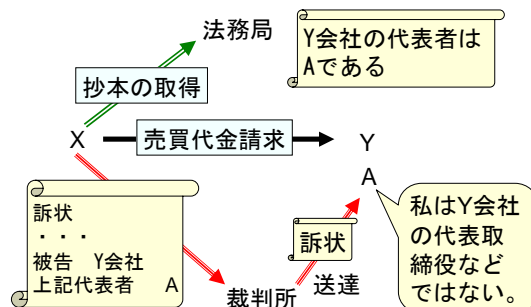 法務局
Y会社の代表者は
Aである
抄本の取得
X
売買代金請求
Y
A
訴状
・・・
被告　Y会社
上記代表者　　A
訴状
裁判所
送達
私はY会社
の代表取
締役など
ではない。